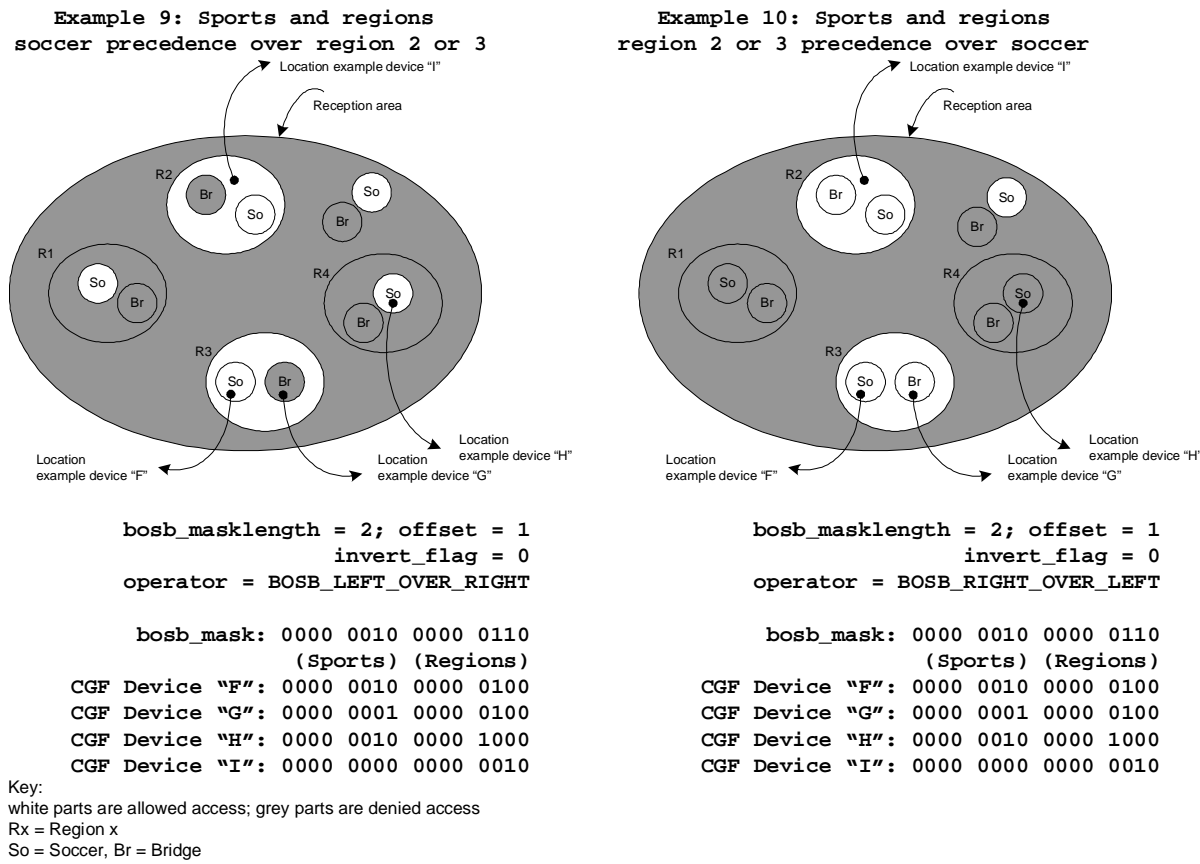 Example 9: Sports and regions
soccer precedence over region 2 or 3
Location example device “I”
Reception area
R2
Br
So
So
Br
R1
So
Br
R4
So
Br
R3
So
Br
Location
example device “F”
Location
example device “G”
Location
example device “H”
bosb_masklength = 2; offset = 1
invert_flag = 0
operator = BOSB_LEFT_OVER_RIGHT
bosb_mask: 0000 0010 0000 0110
(Sports) (Regions)
CGF Device “F”: 0000 0010 0000 0100
CGF Device “G”: 0000 0001 0000 0100
CGF Device “H”: 0000 0010 0000 1000
CGF Device “I”: 0000 0000 0000 0010
Key:
white parts are allowed access; grey parts are denied access
Rx = Region x
So = Soccer, Br = Bridge
Example 10: Sports and regions
region 2 or 3 precedence over soccer
Location example device “I”
Reception area
R2
Br
So
So
Br
R1
So
Br
R4
So
Br
R3
So
Br
Location
example device “F”
Location
example device “G”
Location
example device “H”
bosb_masklength = 2; offset = 1
invert_flag = 0
operator = BOSB_RIGHT_OVER_LEFT
bosb_mask: 0000 0010 0000 0110
(Sports) (Regions)
CGF Device “F”: 0000 0010 0000 0100
CGF Device “G”: 0000 0001 0000 0100
CGF Device “H”: 0000 0010 0000 1000
CGF Device “I”: 0000 0000 0000 0010